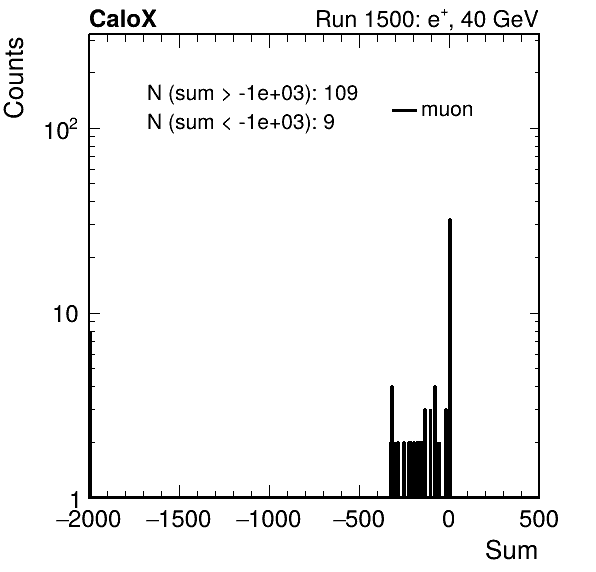 CaloX Run 1500: e⁺, 40 GeV
Counts
N (sum > -1e+03): 109
N (sum < -1e+03): 9
muon
10²
10
1
−2000 −1500 −1000 −500 0 500
Sum